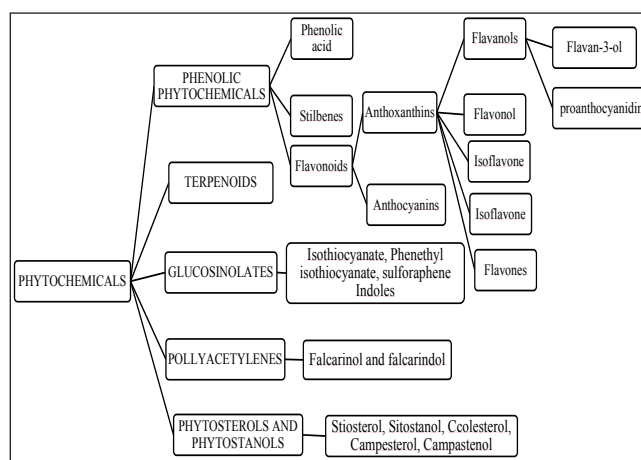 PHYTOCHEMICALS
PHENOLIC
PHYTOCHEMICALS
Phenolic
acid
Stilbenes
Flavonoids
Anthoxanthins
Anthocyanins
Flavanols
Flavan-3-ol
proanthocyanidin
Flavonol
Isoflavone
Isoflavone
Flavones
TERPENOIDS
GLUCOSINOLATES
Isothiocyanate, Phenethyl
isothiocyanate, sulforaphene
Indoles
POLLYACETYLENES
Falcarinol and falcarindol
PHYTOSTEROLS AND
PHYTOSTANOLS
Stiosterol, Sitostanol, Ccolesterol,
Campesterol, Campastenol